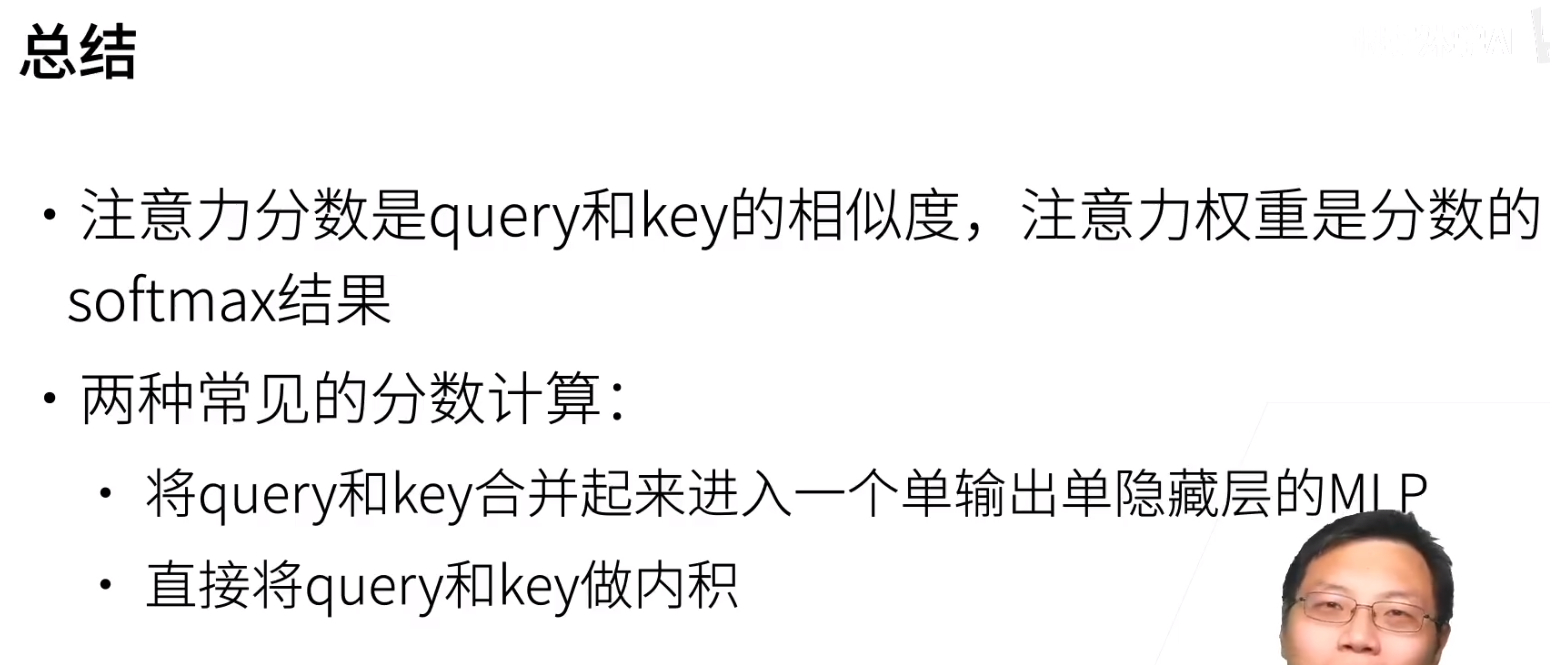 总结
• 注意力分数是query和key的相似度，注意力权重是分数的
softmax结果
• 两种常见的分数计算：
• 将query和key合并起来进入一个单输出单隐藏层的MLP
• 直接将query和key做内积